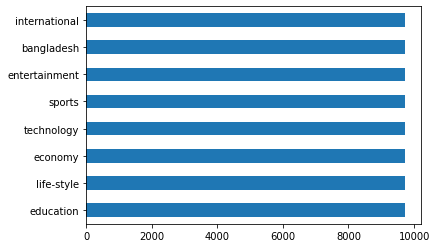 international
bangladesh
entertainment
sports
technology
economy
life-style
education
0 2000 4000 6000 8000 10000